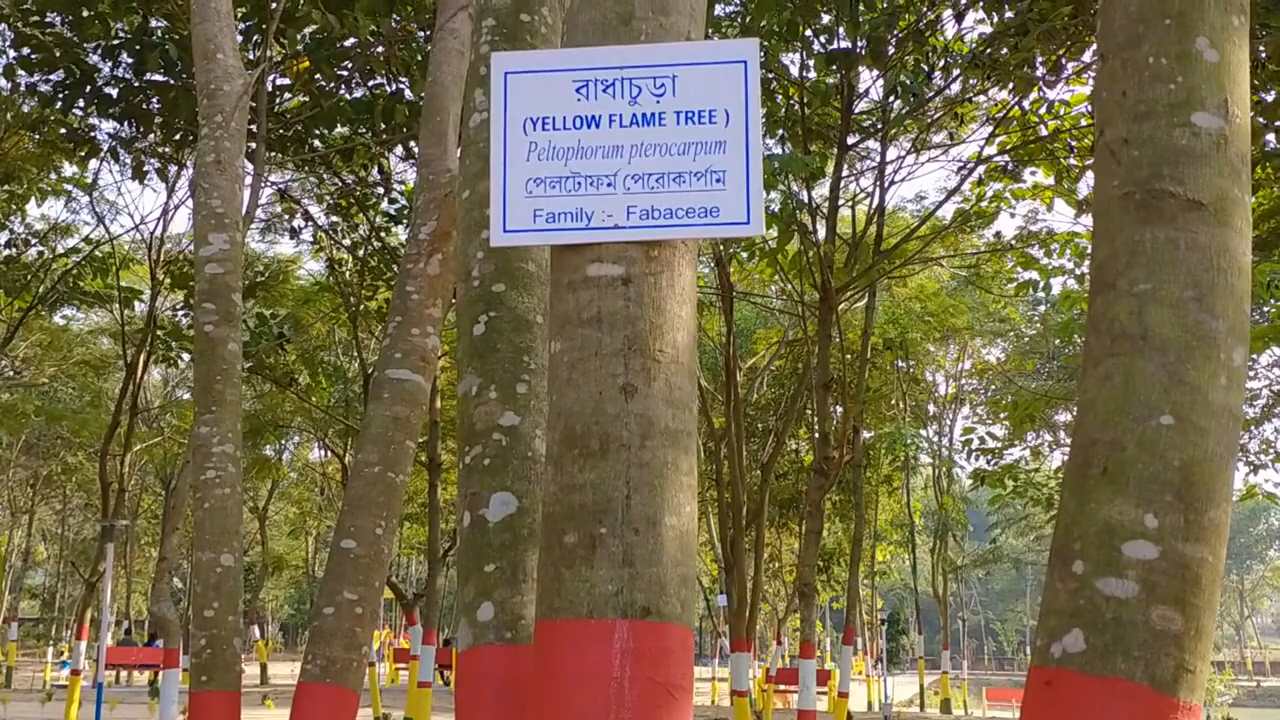 রাধাচুড়া
(YELLOW FLAME TREE )
Peltophorum pterocarpum
পেলটোফর্ম পেরোকার্পাম
Family :- Fabaceae